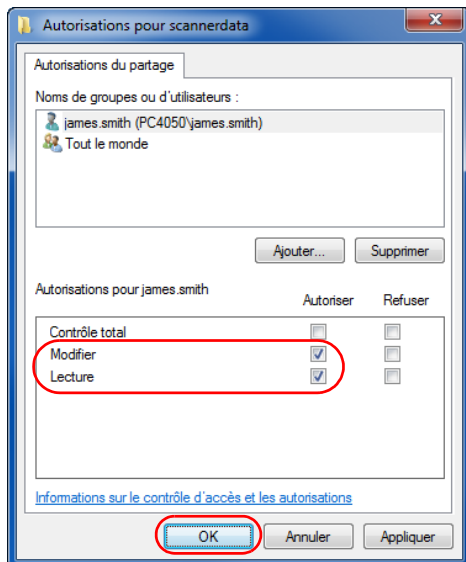 Autorisations pour scannerdata
Autorisations du partage
Noms de groupes ou d'utilisateurs :
james.smith (PC4050\james.smith)
Tout le monde
Ajouter... Supprimer
Autorisations pour james.smith Autoriser Refuser
Contrôle total
Modifier
Lecture
Informations sur le contrôle d'accès et les autorisations
OK Annuler Appliquer